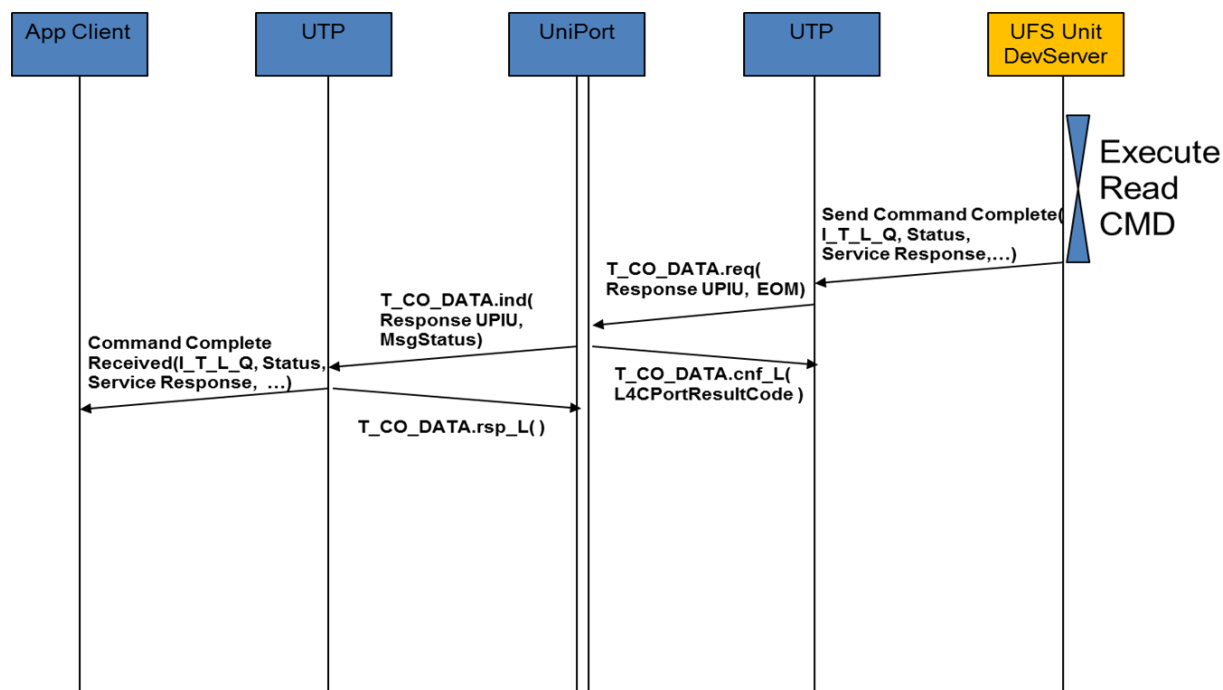 App Client
UTP
UniPort
UTP
UFS Unit
DevServer
Execute
Read
CMD
Send Command Complete(
I_T_L_Q, Status,
Service Response,…)
T_CO_DATA.req(
Response UPIU, EOM)
T_CO_DATA.ind(
Response UPIU,
MsgStatus)
Command Complete
Received(I_T_L_Q, Status,
Service Response, …)
T_CO_DATA.cnf_L(
L4CPortResultCode )
T_CO_DATA.rsp_L( )